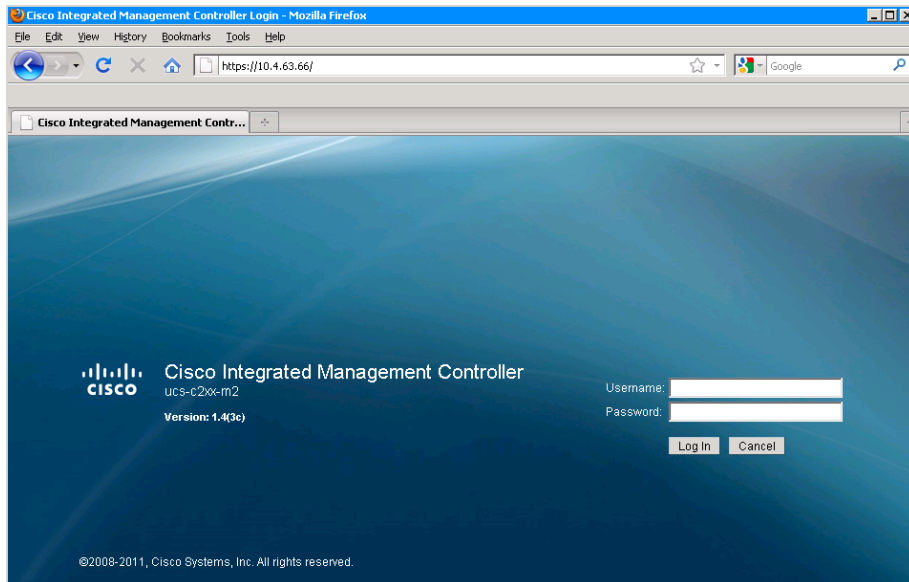 Cisco Integrated Management Controller Login - Mozilla Firefox
File Edit View History Bookmarks Tools Help
https://10.4.63.66/
Google
Cisco Integrated Management Contr...
CISCO
Cisco Integrated Management Controller
ucs-c2xx-m2
Version: 1.4(3c)
Username:
Password:
Log In Cancel
©2008-2011, Cisco Systems, Inc. All rights reserved.